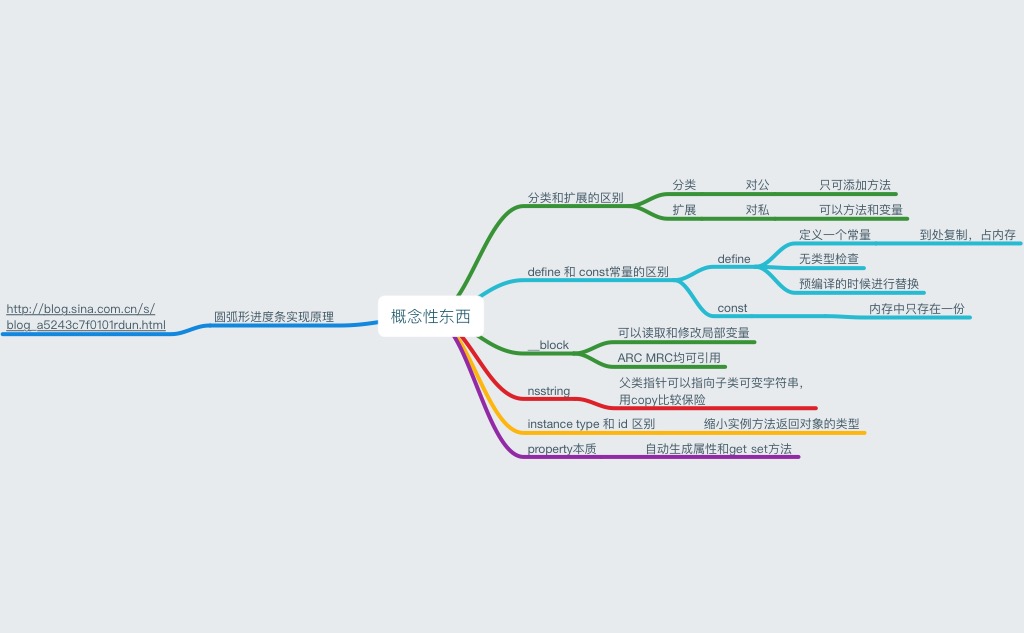 概念性东西
分类和扩展的区别
分类
对公
只可添加方法
扩展
对私
可以方法和变量
define 和 const常量的区别
define
定义一个常量
到处复制，占内存
无类型检查
预编译的时候进行替换
const
内存中只存在一份
__block
可以读取和修改局部变量
ARC MRC均可引用
nsstring
父类指针可以指向子类可变字符串，
用copy比较保险
instance type 和 id 区别
缩小实例方法返回对象的类型
property本质
自动生成属性和get set方法
圆弧形进度条实现原理
http://blog.sina.com.cn/s/
blog_a5243c7f0101rdun.html